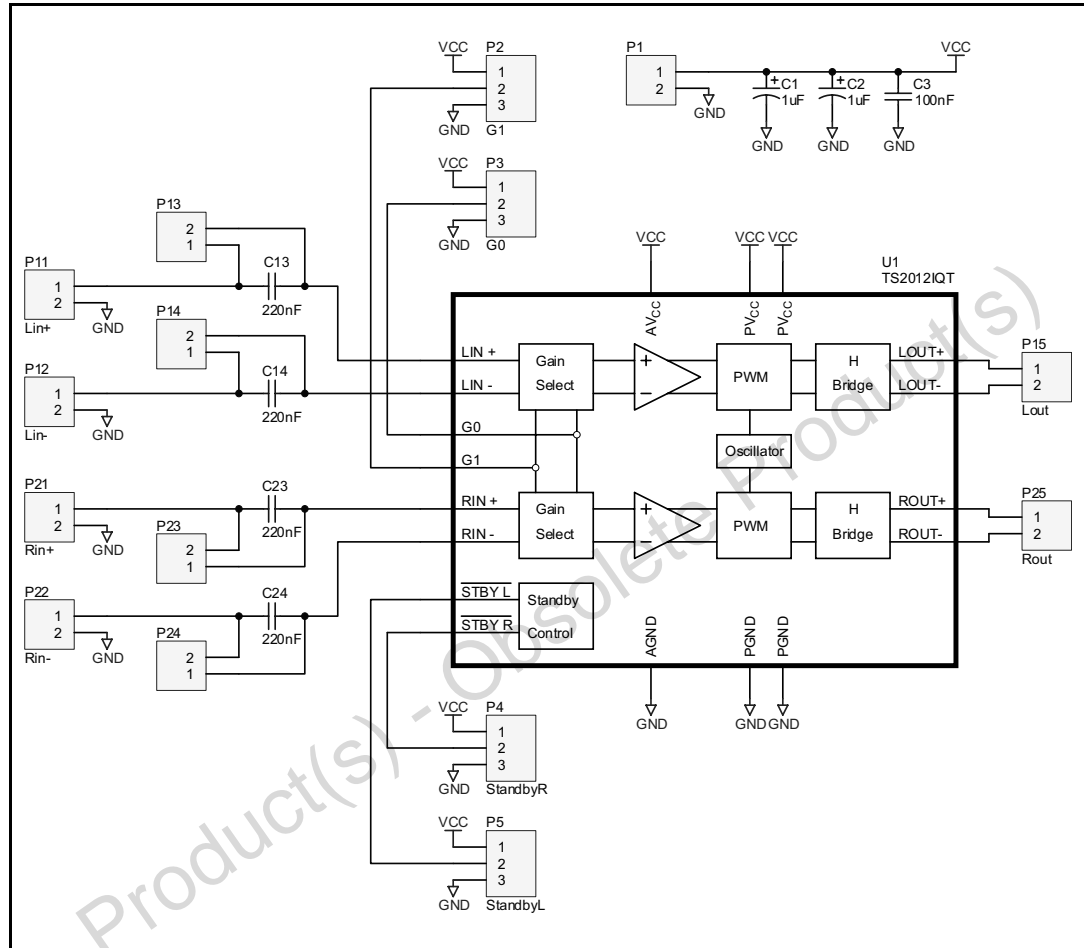 P2
VCC
1
2
3
GND
G1
P1
1
2
GND
VCC
C1
1uF
+
C2
1uF
+
C3
100nF
GND
GND
GND
P3
VCC
1
2
3
GND
G0
P13
2
1
P11
1
2
GND
Lin+
C13
220nF
P14
2
1
P12
1
2
GND
Lin-
C14
220nF
VCC
VCC
VCC
U1
TS2012IQT
AVCC
PVCC
PVCC
LIN +
LIN -
Gain
Select
+
−
PWM
H
Bridge
LOUT+
LOUT-
P15
1
2
Lout
G0
G1
Oscillator
P21
1
2
GND
Rin+
C23
220nF
P23
2
1
RIN +
RIN -
Gain
Select
+
−
PWM
H
Bridge
ROUT+
ROUT-
P25
1
2
Rout
P22
1
2
GND
Rin-
C24
220nF
P24
2
1
STBY L
STBY R
Standby
Control
AGND
PGND
PGND
GND
GND
GND
P4
VCC
1
2
3
GND
StandbyR
P5
VCC
1
2
3
GND
StandbyL
Product(s) - Obsolete Product(s)